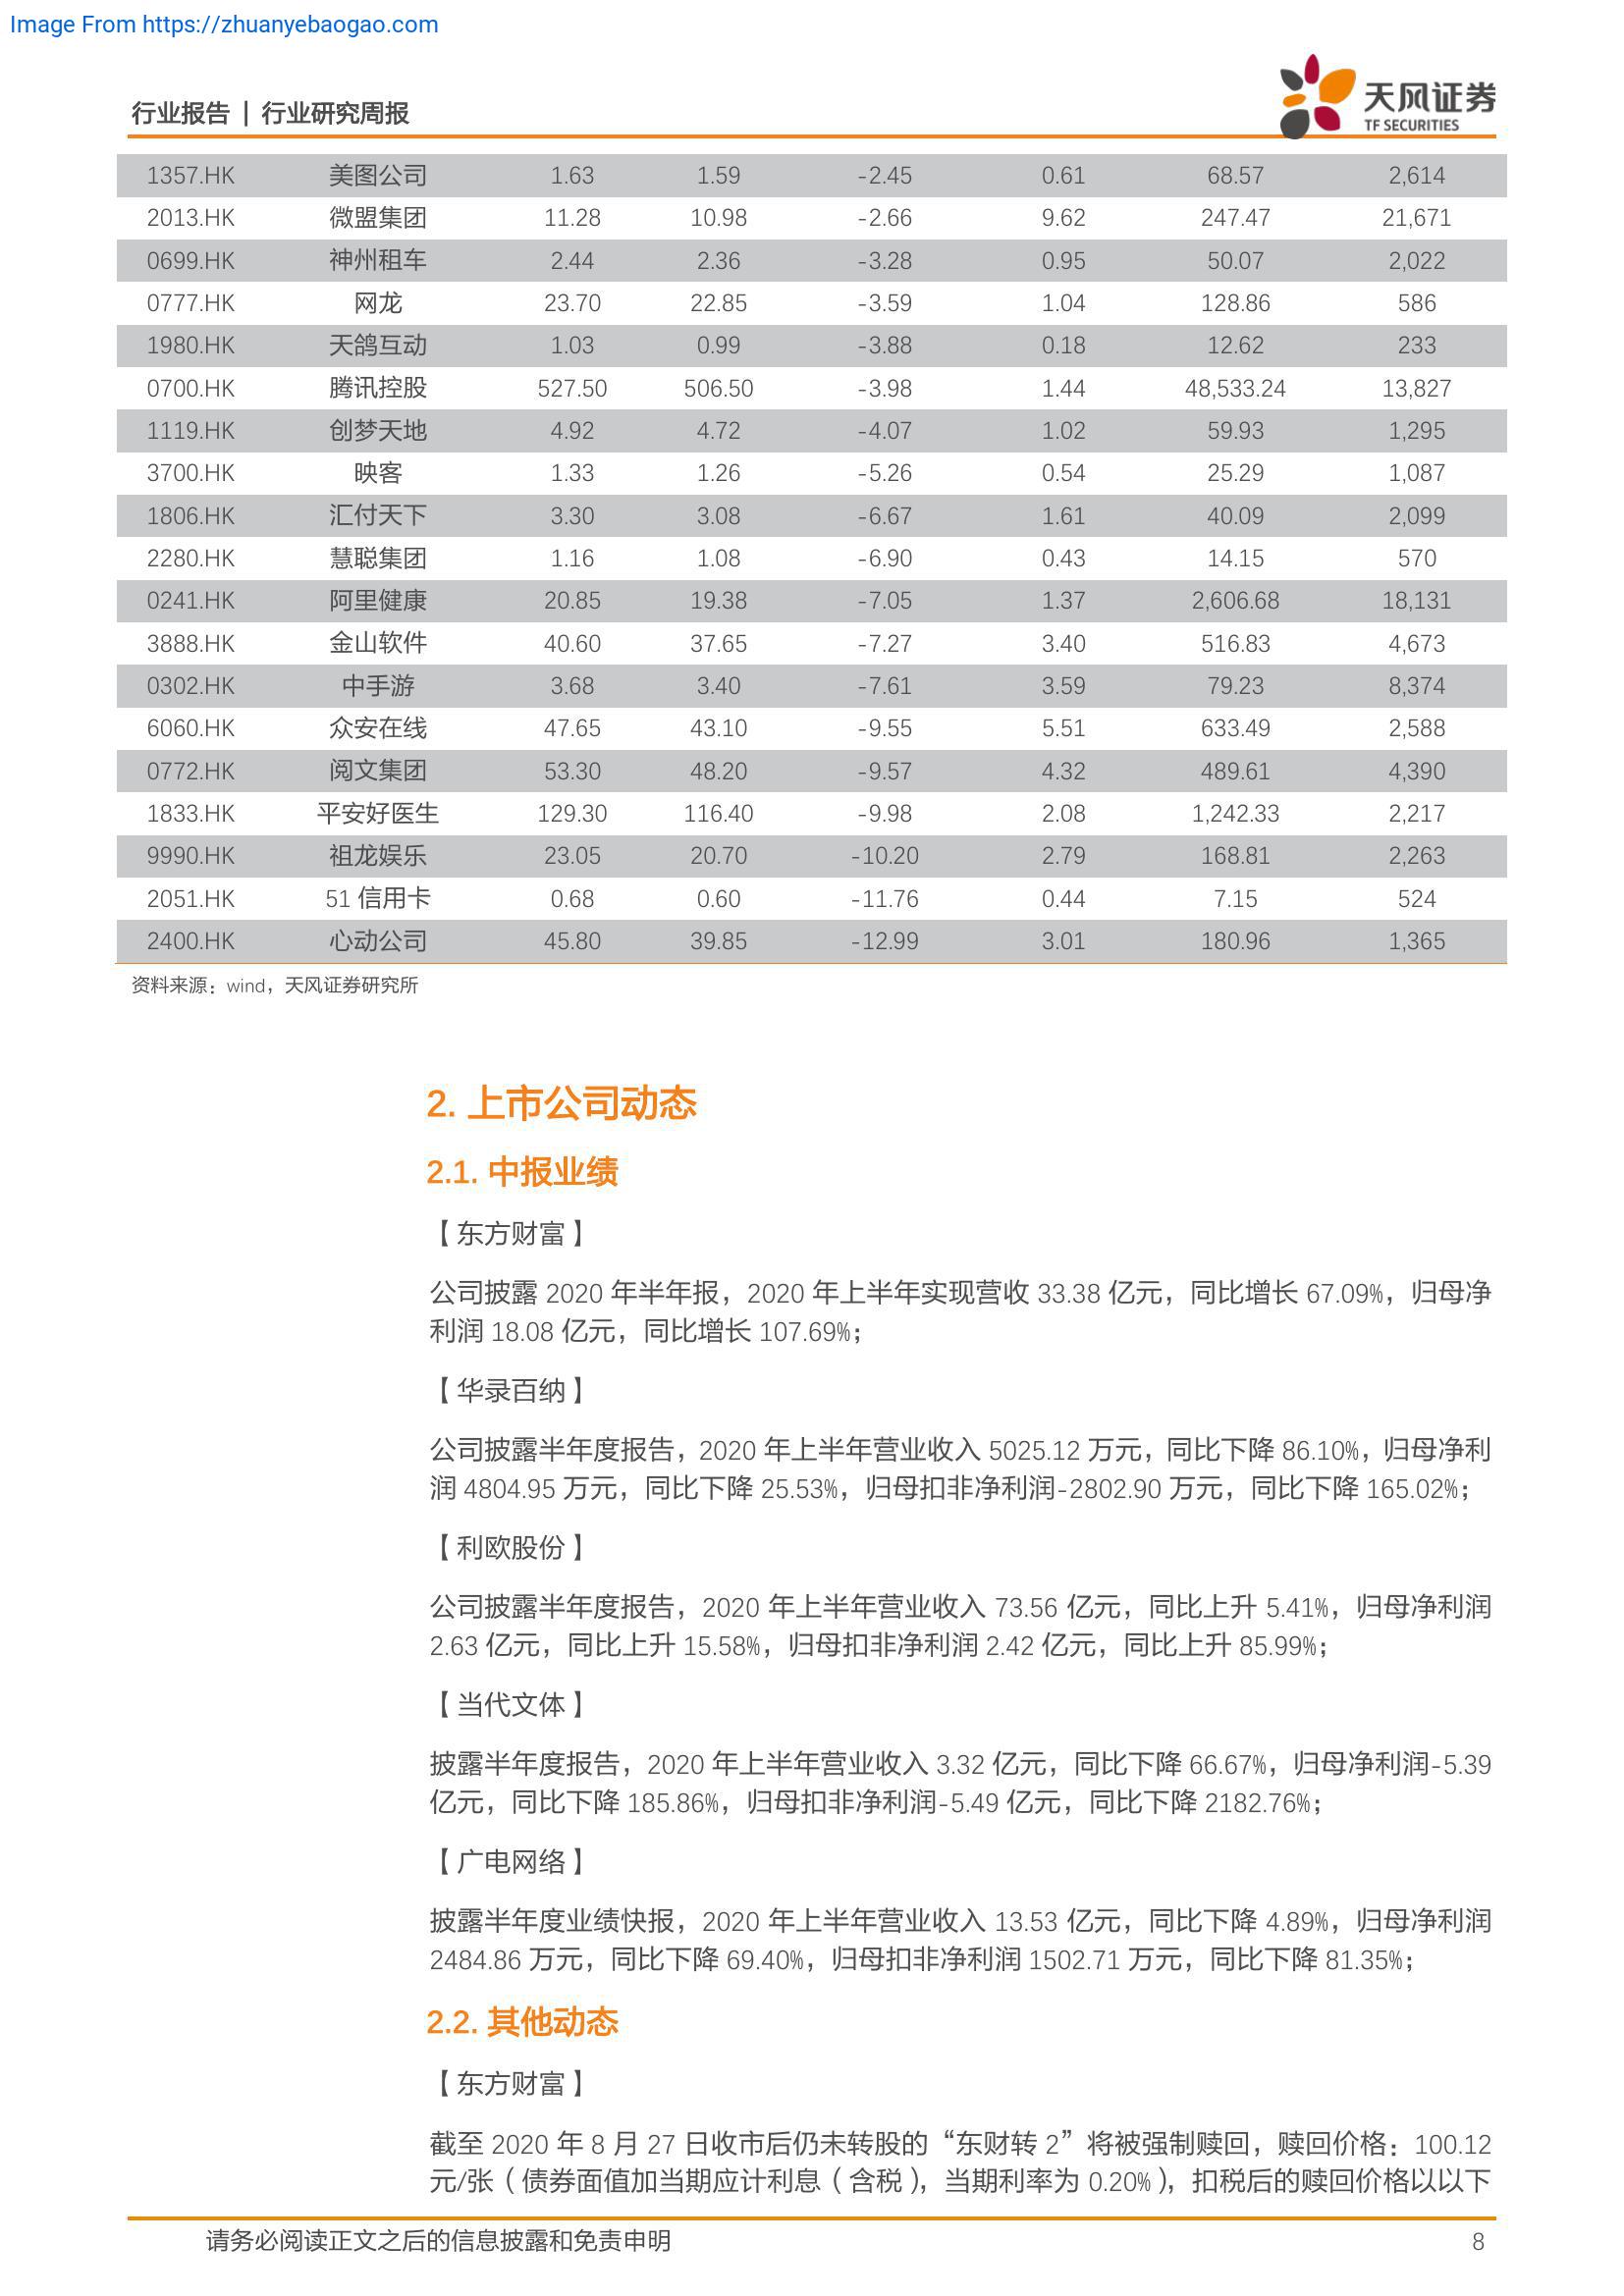 Image From https://zhuanyebaogao.com
行业报告 | 行业研究周报
天风证券
TF SECURITIES
1357.HK 美图公司 1.63 1.59 -2.45 0.61 68.57 2,614
2013.HK 微盟集团 11.28 10.98 -2.66 9.62 247.47 21,671
0699.HK 神州租车 2.44 2.36 -3.28 0.95 50.07 2,022
0777.HK 网龙 23.70 22.85 -3.59 1.04 128.86 586
1980.HK 天鸽互动 1.03 0.99 -3.88 0.18 12.62 233
0700.HK 腾讯控股 527.50 506.50 -3.98 1.44 48,533.24 13,827
1119.HK 创梦天地 4.92 4.72 -4.07 1.02 59.93 1,295
3700.HK 映客 1.33 1.26 -5.26 0.54 25.29 1,087
1806.HK 汇付天下 3.30 3.08 -6.67 1.61 40.09 2,099
2280.HK 慧聪集团 1.16 1.08 -6.90 0.43 14.15 570
0241.HK 阿里健康 20.85 19.38 -7.05 1.37 2,606.68 18,131
3888.HK 金山软件 40.60 37.65 -7.27 3.40 516.83 4,673
0302.HK 中手游 3.68 3.40 -7.61 3.59 79.23 8,374
6060.HK 众安在线 47.65 43.10 -9.55 5.51 633.49 2,588
0772.HK 阅文集团 53.30 48.20 -9.57 4.32 489.61 4,390
1833.HK 平安好医生 129.30 116.40 -9.98 2.08 1,242.33 2,217
9990.HK 祖龙娱乐 23.05 20.70 -10.20 2.79 168.81 2,263
2051.HK 51 信用卡 0.68 0.60 -11.76 0.44 7.15 524
2400.HK 心动公司 45.80 39.85 -12.99 3.01 180.96 1,365
资料来源：wind，天风证券研究所
2. 上市公司动态
2.1. 中报业绩
【东方财富】
公司披露 2020 年半年报，2020 年上半年实现营收 33.38 亿元，同比增长 67.09%，归母净
利润 18.08 亿元，同比增长 107.69%；
【华录百纳】
公司披露半年度报告，2020 年上半年营业收入 5025.12 万元，同比下降 86.10%，归母净利
润 4804.95 万元，同比下降 25.53%，归母扣非净利润-2802.90 万元，同比下降 165.02%；
【利欧股份】
公司披露半年度报告，2020 年上半年营业收入 73.56 亿元，同比上升 5.41%，归母净利润
2.63 亿元，同比上升 15.58%，归母扣非净利润 2.42 亿元，同比上升 85.99%；
【当代文体】
披露半年度报告，2020 年上半年营业收入 3.32 亿元，同比下降 66.67%，归母净利润-5.39
亿元，同比下降 185.86%，归母扣非净利润-5.49 亿元，同比下降 2182.76%；
【广电网络】
披露半年度业绩快报，2020 年上半年营业收入 13.53 亿元，同比下降 4.89%，归母净利润
2484.86 万元，同比下降 69.40%，归母扣非净利润 1502.71 万元，同比下降 81.35%；
2.2. 其他动态
【东方财富】
截至 2020 年 8 月 27 日收市后仍未转股的“东财转 2”将被强制赎回，赎回价格：100.12
元/张（债券面值加当期应计利息（含税），当期利率为 0.20%），扣税后的赎回价格以以下
请务必阅读正文之后的信息披露和免责申明 8